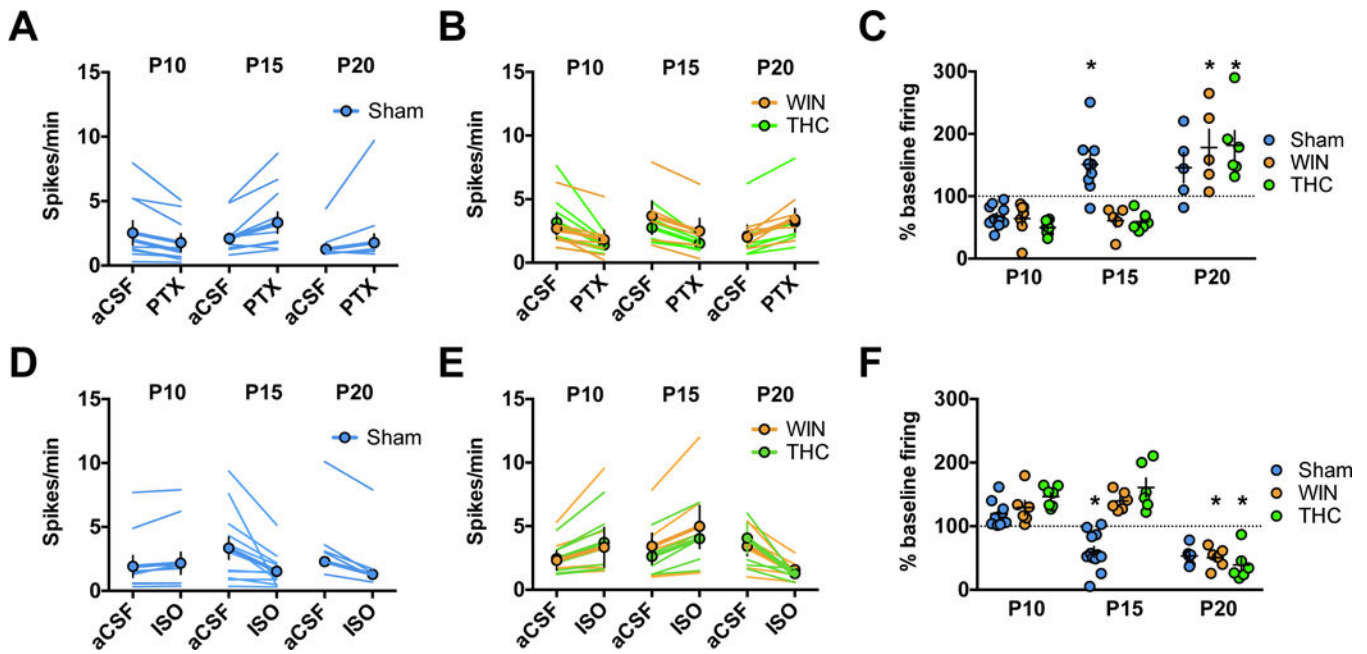 A
P10 P15 P20
Sham
Spikes/min
15
10
5
0
aCSF PTX aCSF PTX aCSF PTX
B
P10 P15 P20
WIN
THC
Spikes/min
15
10
5
0
aCSF PTX aCSF PTX aCSF PTX
C
* * *
% baseline firing
300
200
100
0
P10 P15 P20
Sham
WIN
THC
D
P10 P15 P20
Sham
Spikes/min
15
10
5
0
aCSF ISO aCSF ISO aCSF ISO
E
P10 P15 P20
WIN
THC
Spikes/min
15
10
5
0
aCSF ISO aCSF ISO aCSF ISO
F
* * *
% baseline firing
300
200
100
0
P10 P15 P20
Sham
WIN
THC